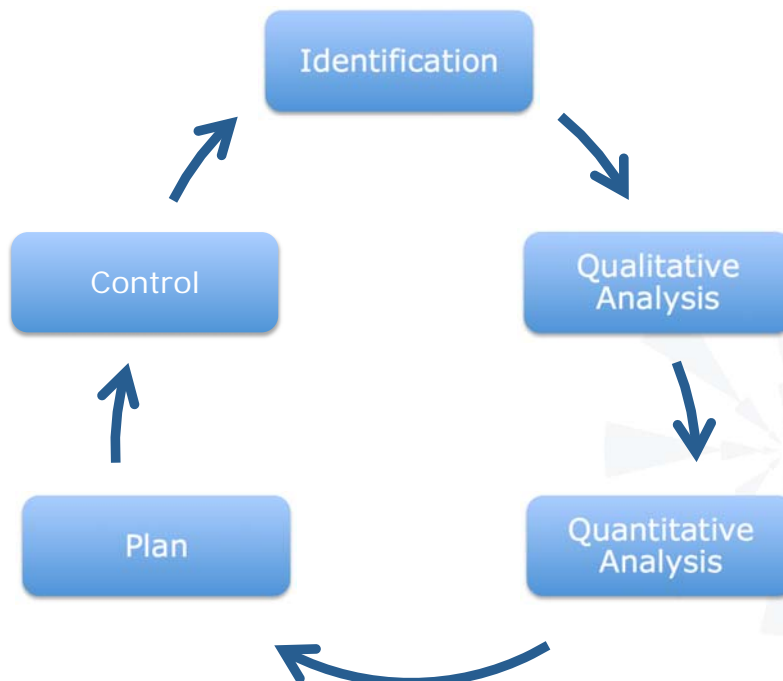 Identification
Qualitative
Analysis
Quantitative
Analysis
Plan
Control